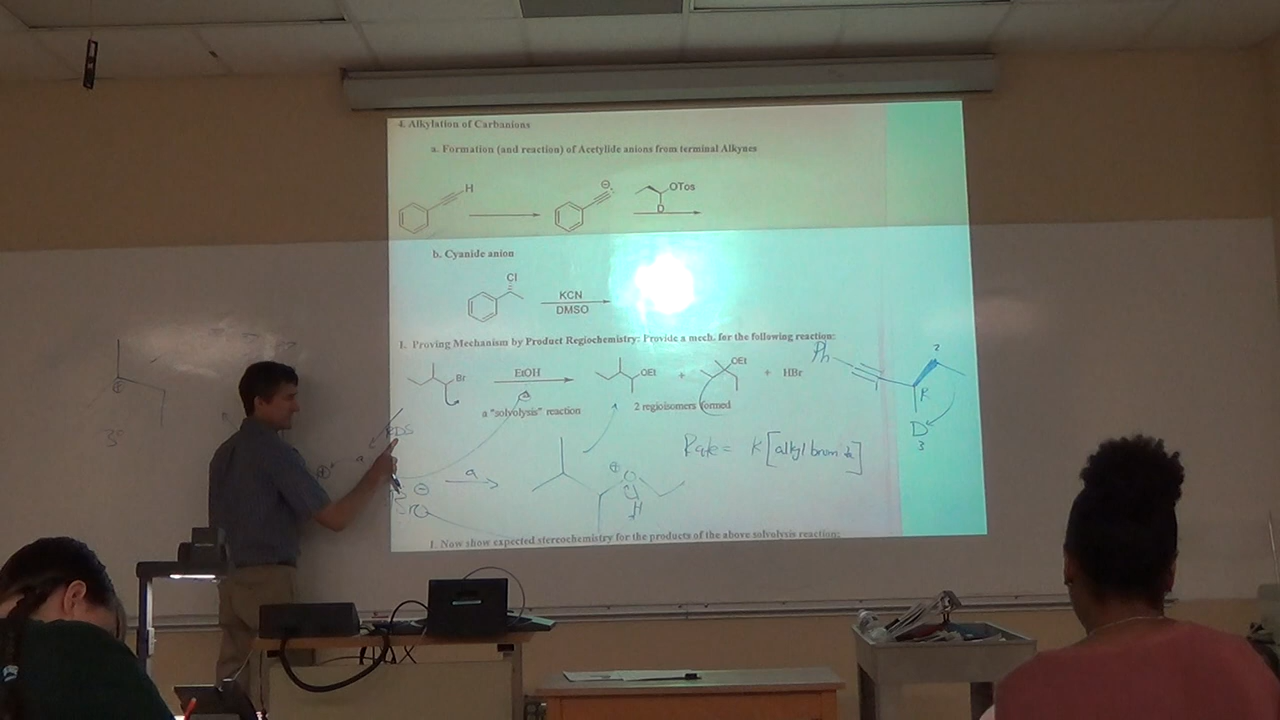 4. Alkylation of Carbanions
a. Formation (and reaction) of Acetylide anions from terminal Alkynes
H
OTos
D
b. Cyanide anion
Cl
KCN
DMSO
1. Proving Mechanism by Product Regiochemistry: Provide a mech. for the following reaction:
Ph
2
R
D
3
Br
EtOH
OEt
+
OEt
+ HBr
a "solvolysis" reaction
2 regioisomers formed
3°
RDS
a
Rate = K[alkyl bromide]
Br
a
O
H
1. Now show expected stereochemistry for the products of the above solvolysis reaction: